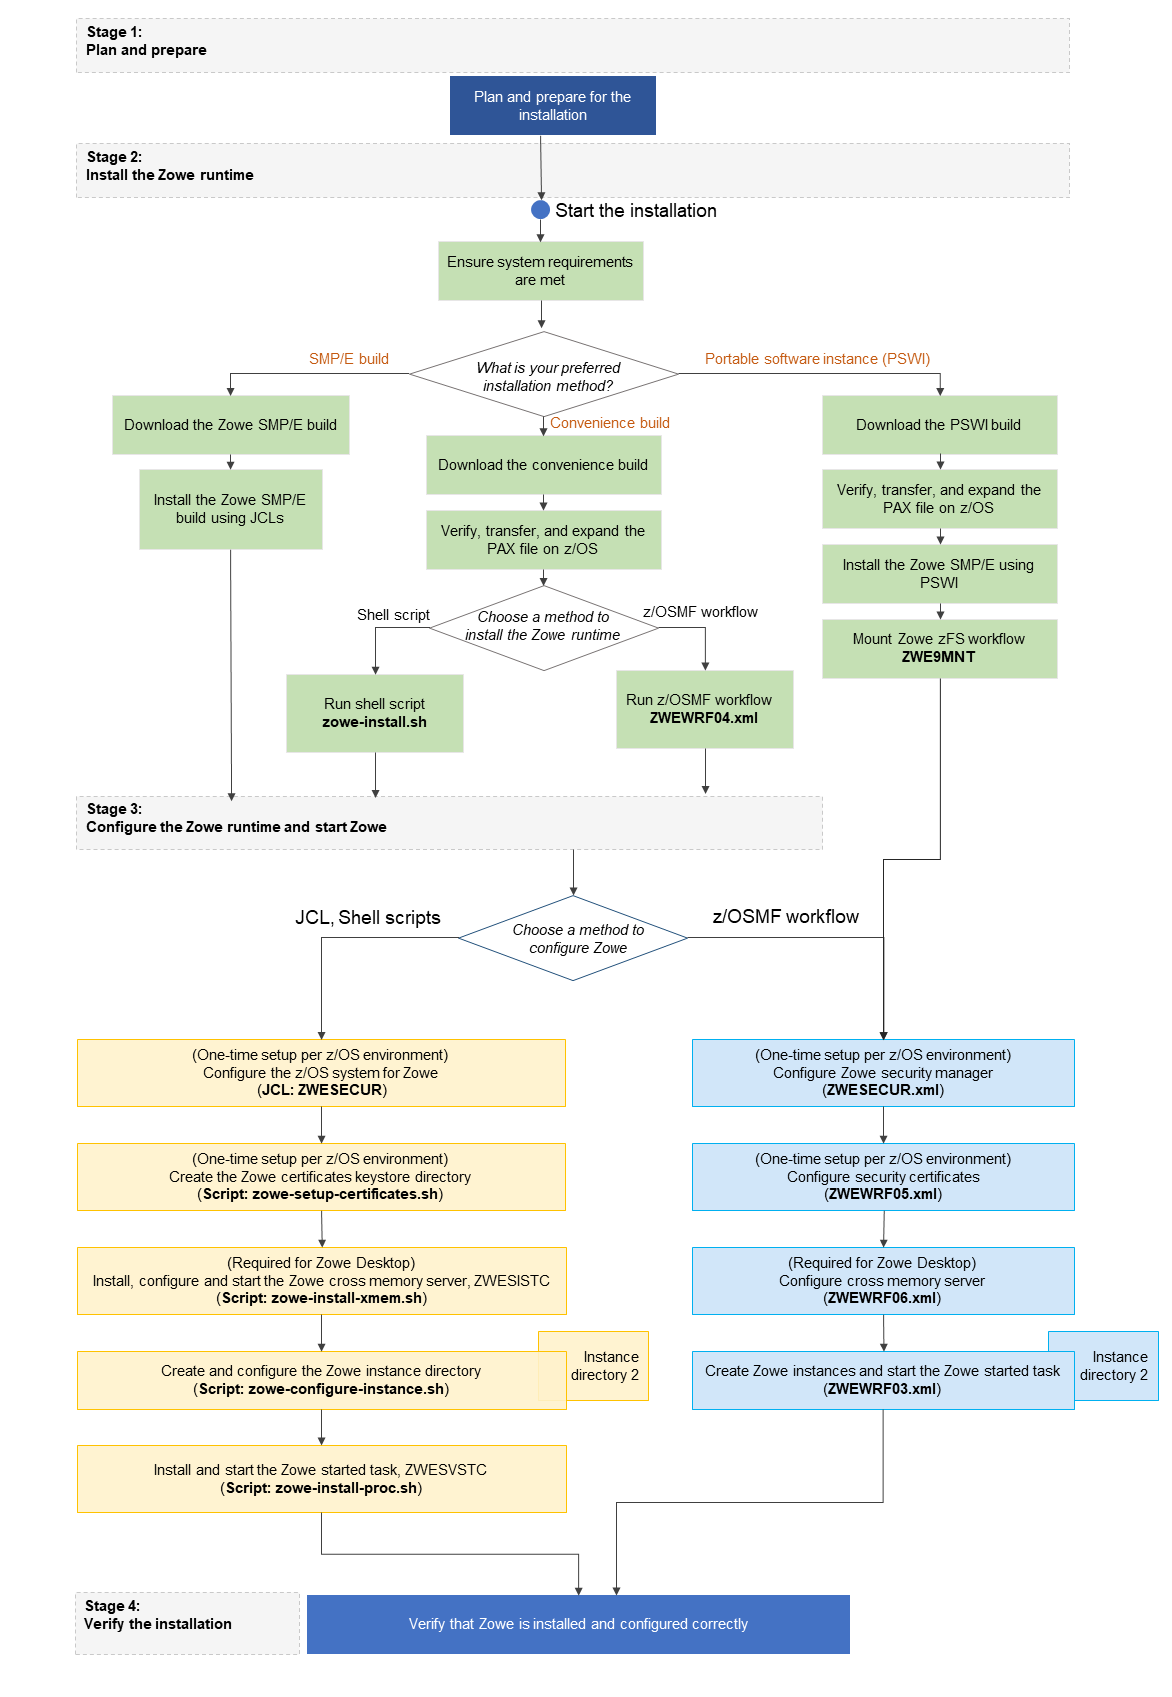 Stage 1:
Plan and prepare
Plan and prepare for the
installation
Stage 2:
Install the Zowe runtime
Start the installation
Ensure system requirements
are met
What is your preferred
installation method?
SMP/E build
Convenience build
Portable software instance (PSWI)
Download the Zowe SMP/E build
Install the Zowe SMP/E
build using JCLs
Download the convenience build
Verify, transfer, and expand the
PAX file on z/OS
Choose a method to
install the Zowe runtime
Shell script
z/OSMF workflow
Run shell script
zowe-install.sh
Run z/OSMF workflow
ZWEWRF04.xml
Download the PSWI build
Verify, transfer, and expand the
PAX file on z/OS
Install the Zowe SMP/E using
PSWI
Mount Zowe zFS workflow
ZWE9MNT
Stage 3:
Configure the Zowe runtime and start Zowe
Choose a method to
configure Zowe
JCL, Shell scripts
z/OSMF workflow
(One-time setup per z/OS environment)
Configure the z/OS system for Zowe
(JCL: ZWESECUR)
(One-time setup per z/OS environment)
Create the Zowe certificates keystore directory
(Script: zowe-setup-certificates.sh)
(Required for Zowe Desktop)
Install, configure and start the Zowe cross memory server, ZWESISTC
(Script: zowe-install-xmem.sh)
Create and configure the Zowe instance directory
(Script: zowe-configure-instance.sh)
Instance
directory 2
Install and start the Zowe started task, ZWESVSTC
(Script: zowe-install-proc.sh)
(One-time setup per z/OS environment)
Configure Zowe security manager
(ZWESECUR.xml)
(One-time setup per z/OS environment)
Configure security certificates
(ZWEWRF05.xml)
(Required for Zowe Desktop)
Configure cross memory server
(ZWEWRF06.xml)
Create Zowe instances and start the Zowe started task
(ZWEWRF03.xml)
Instance
directory 2
Stage 4:
Verify the installation
Verify that Zowe is installed and configured correctly